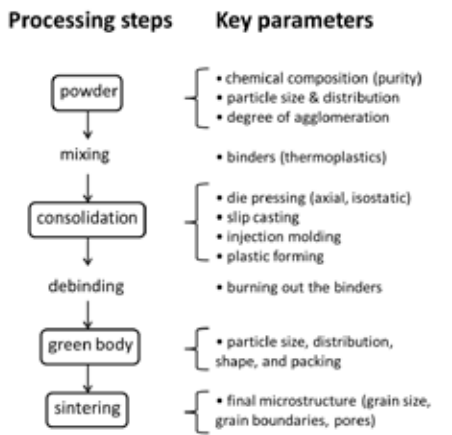 Processing steps Key parameters
powder
• chemical composition (purity)
• particle size & distribution
• degree of agglomeration
mixing
• binders (thermoplastics)
consolidation
• die pressing (axial, isostatic)
• slip casting
• injection molding
• plastic forming
debinding
• burning out the binders
green body
• particle size, distribution,
shape, and packing
sintering
• final microstructure (grain size,
grain boundaries, pores)